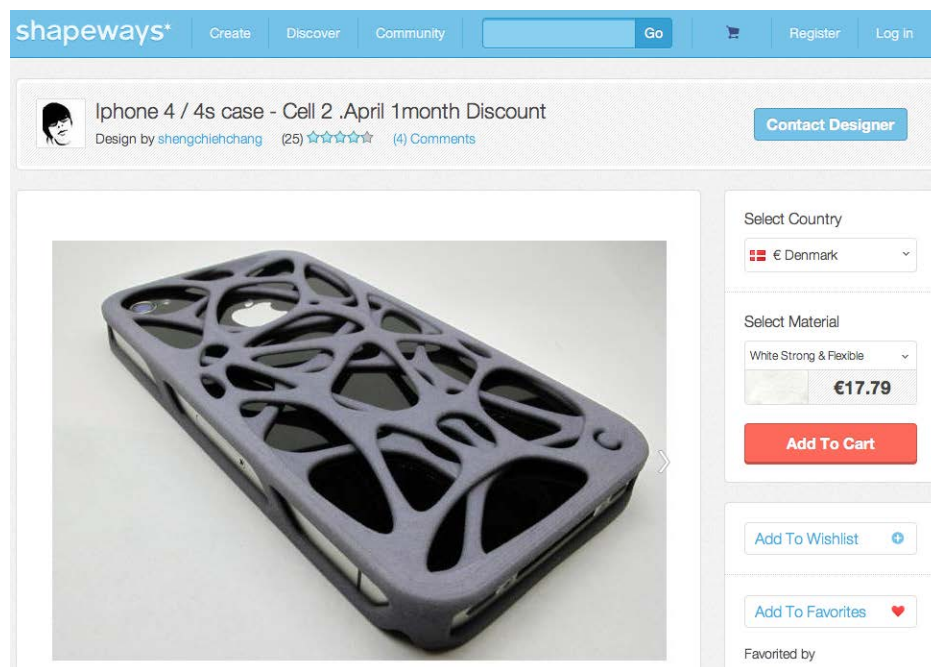 shapeways*
Create
Discover
Community
Go
Register
Log in
Iphone 4 / 4s case - Cell 2 .April 1month Discount
Design by shengchiehchang (25) (4) Comments
Contact Designer
Select Country
€ Denmark
Select Material
White Strong & Flexible
€17.79
Add To Cart
Add To Wishlist
Add To Favorites
Favorited by